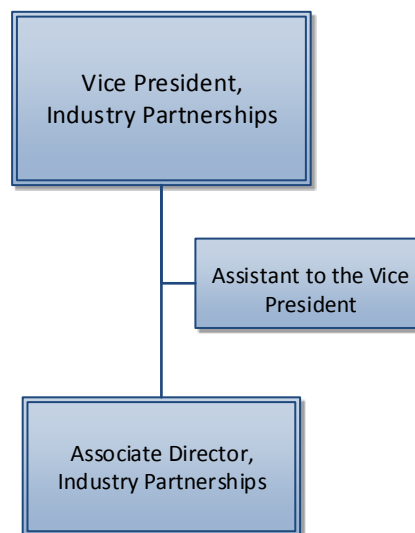 Vice President,
Industry Partnerships
Assistant to the Vice
President
Associate Director,
Industry Partnerships